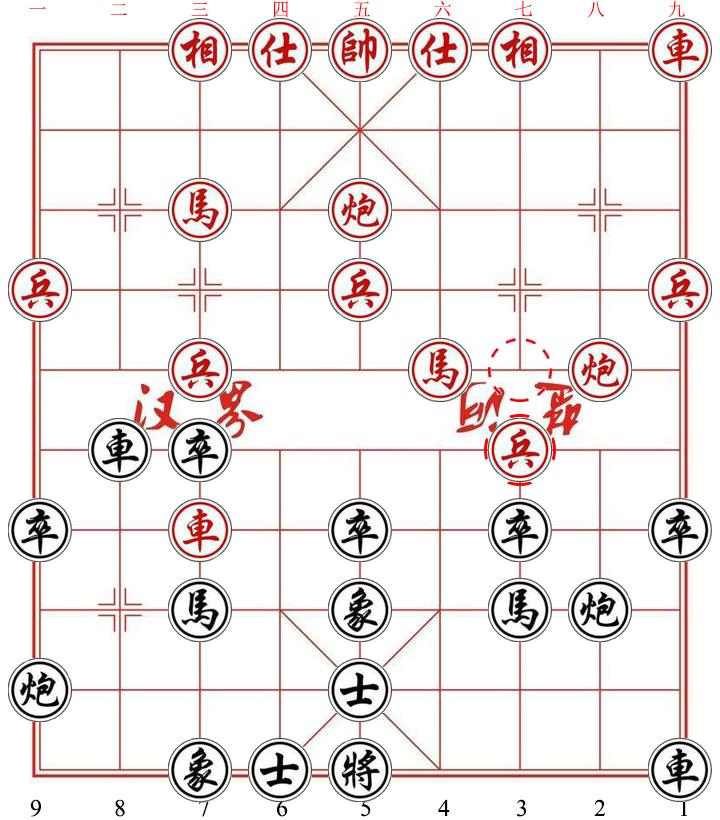 一 二 三 四 五 六 七 八 九
相 仕 帥 仕 相 車
馬 炮
兵 兵 兵
兵 馬 炮
汉 界
車 卒 兵
卒 車 卒 卒 卒
馬 象 馬 炮
炮 士
象 士 將 車
9 8 7 6 5 4 3 2 1